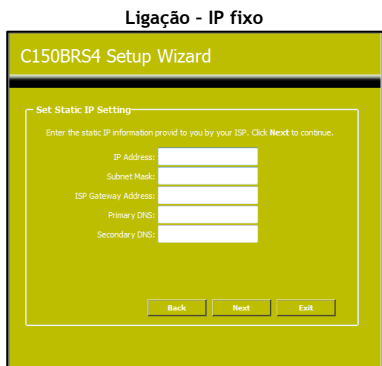 Ligação - IP fixo
C150BRS4 Setup Wizard
Set Static IP Setting
Enter the static IP information provid to you by your ISP. Click Next to continue.
IP Address:
Subnet Mask:
ISP Gateway Address:
Primary DNS:
Secondary DNS:
Back Next Exit